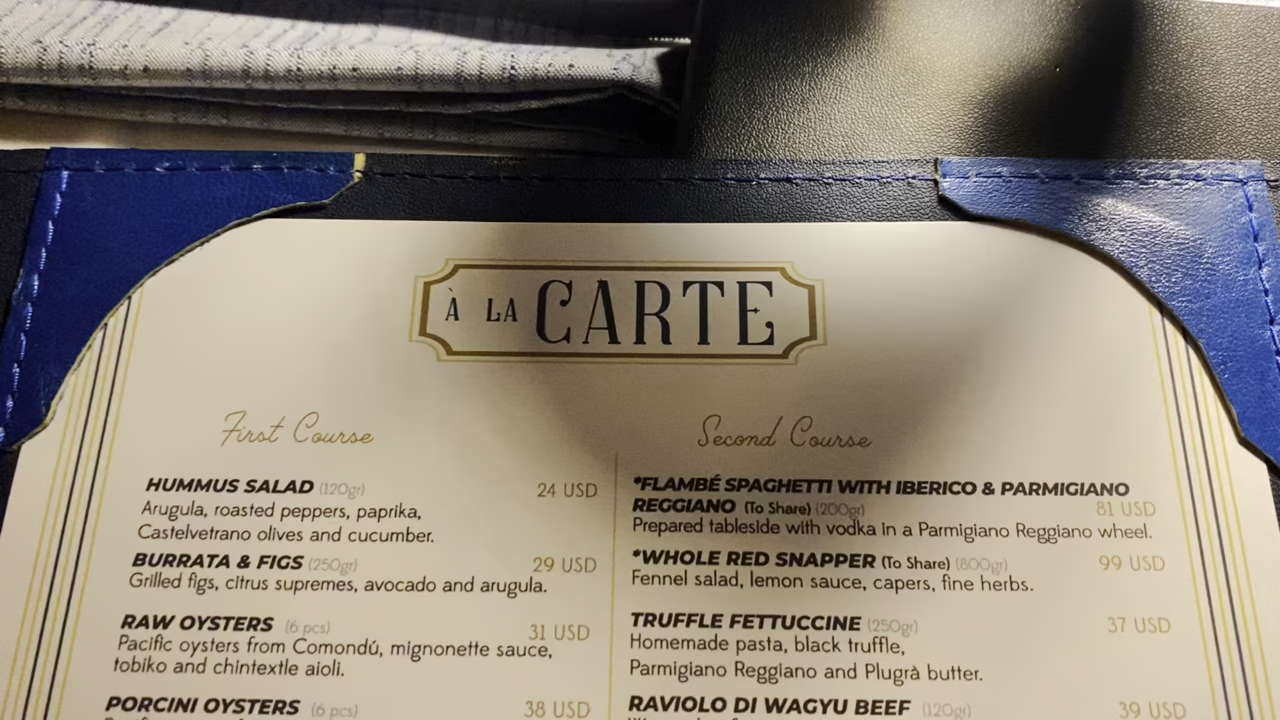 À LA CARTE
First Course
HUMMUS SALAD (120gr) 24 USD
Arugula, roasted peppers, paprika,
Castelvetrano olives and cucumber.
BURRATA & FIGS (250gr) 29 USD
Grilled figs, citrus supremes, avocado and arugula.
RAW OYSTERS (6 pcs) 31 USD
Pacific oysters from Comondú, mignonette sauce,
tobiko and chintextle aioli.
PORCINI OYSTERS (6 pcs) 38 USD
Second Course
*FLAMBÉ SPAGHETTI WITH IBERICO & PARMIGIANO
REGGIANO (To Share) (200gr) 81 USD
Prepared tableside with vodka in a Parmigiano Reggiano wheel.
*WHOLE RED SNAPPER (To Share) (800gr) 99 USD
Fennel salad, lemon sauce, capers, fine herbs.
TRUFFLE FETTUCCINE (250gr) 37 USD
Homemade pasta, black truffle,
Parmigiano Reggiano and Plugrà butter.
RAVIOLO DI WAGYU BEEF (120gr) 39 USD